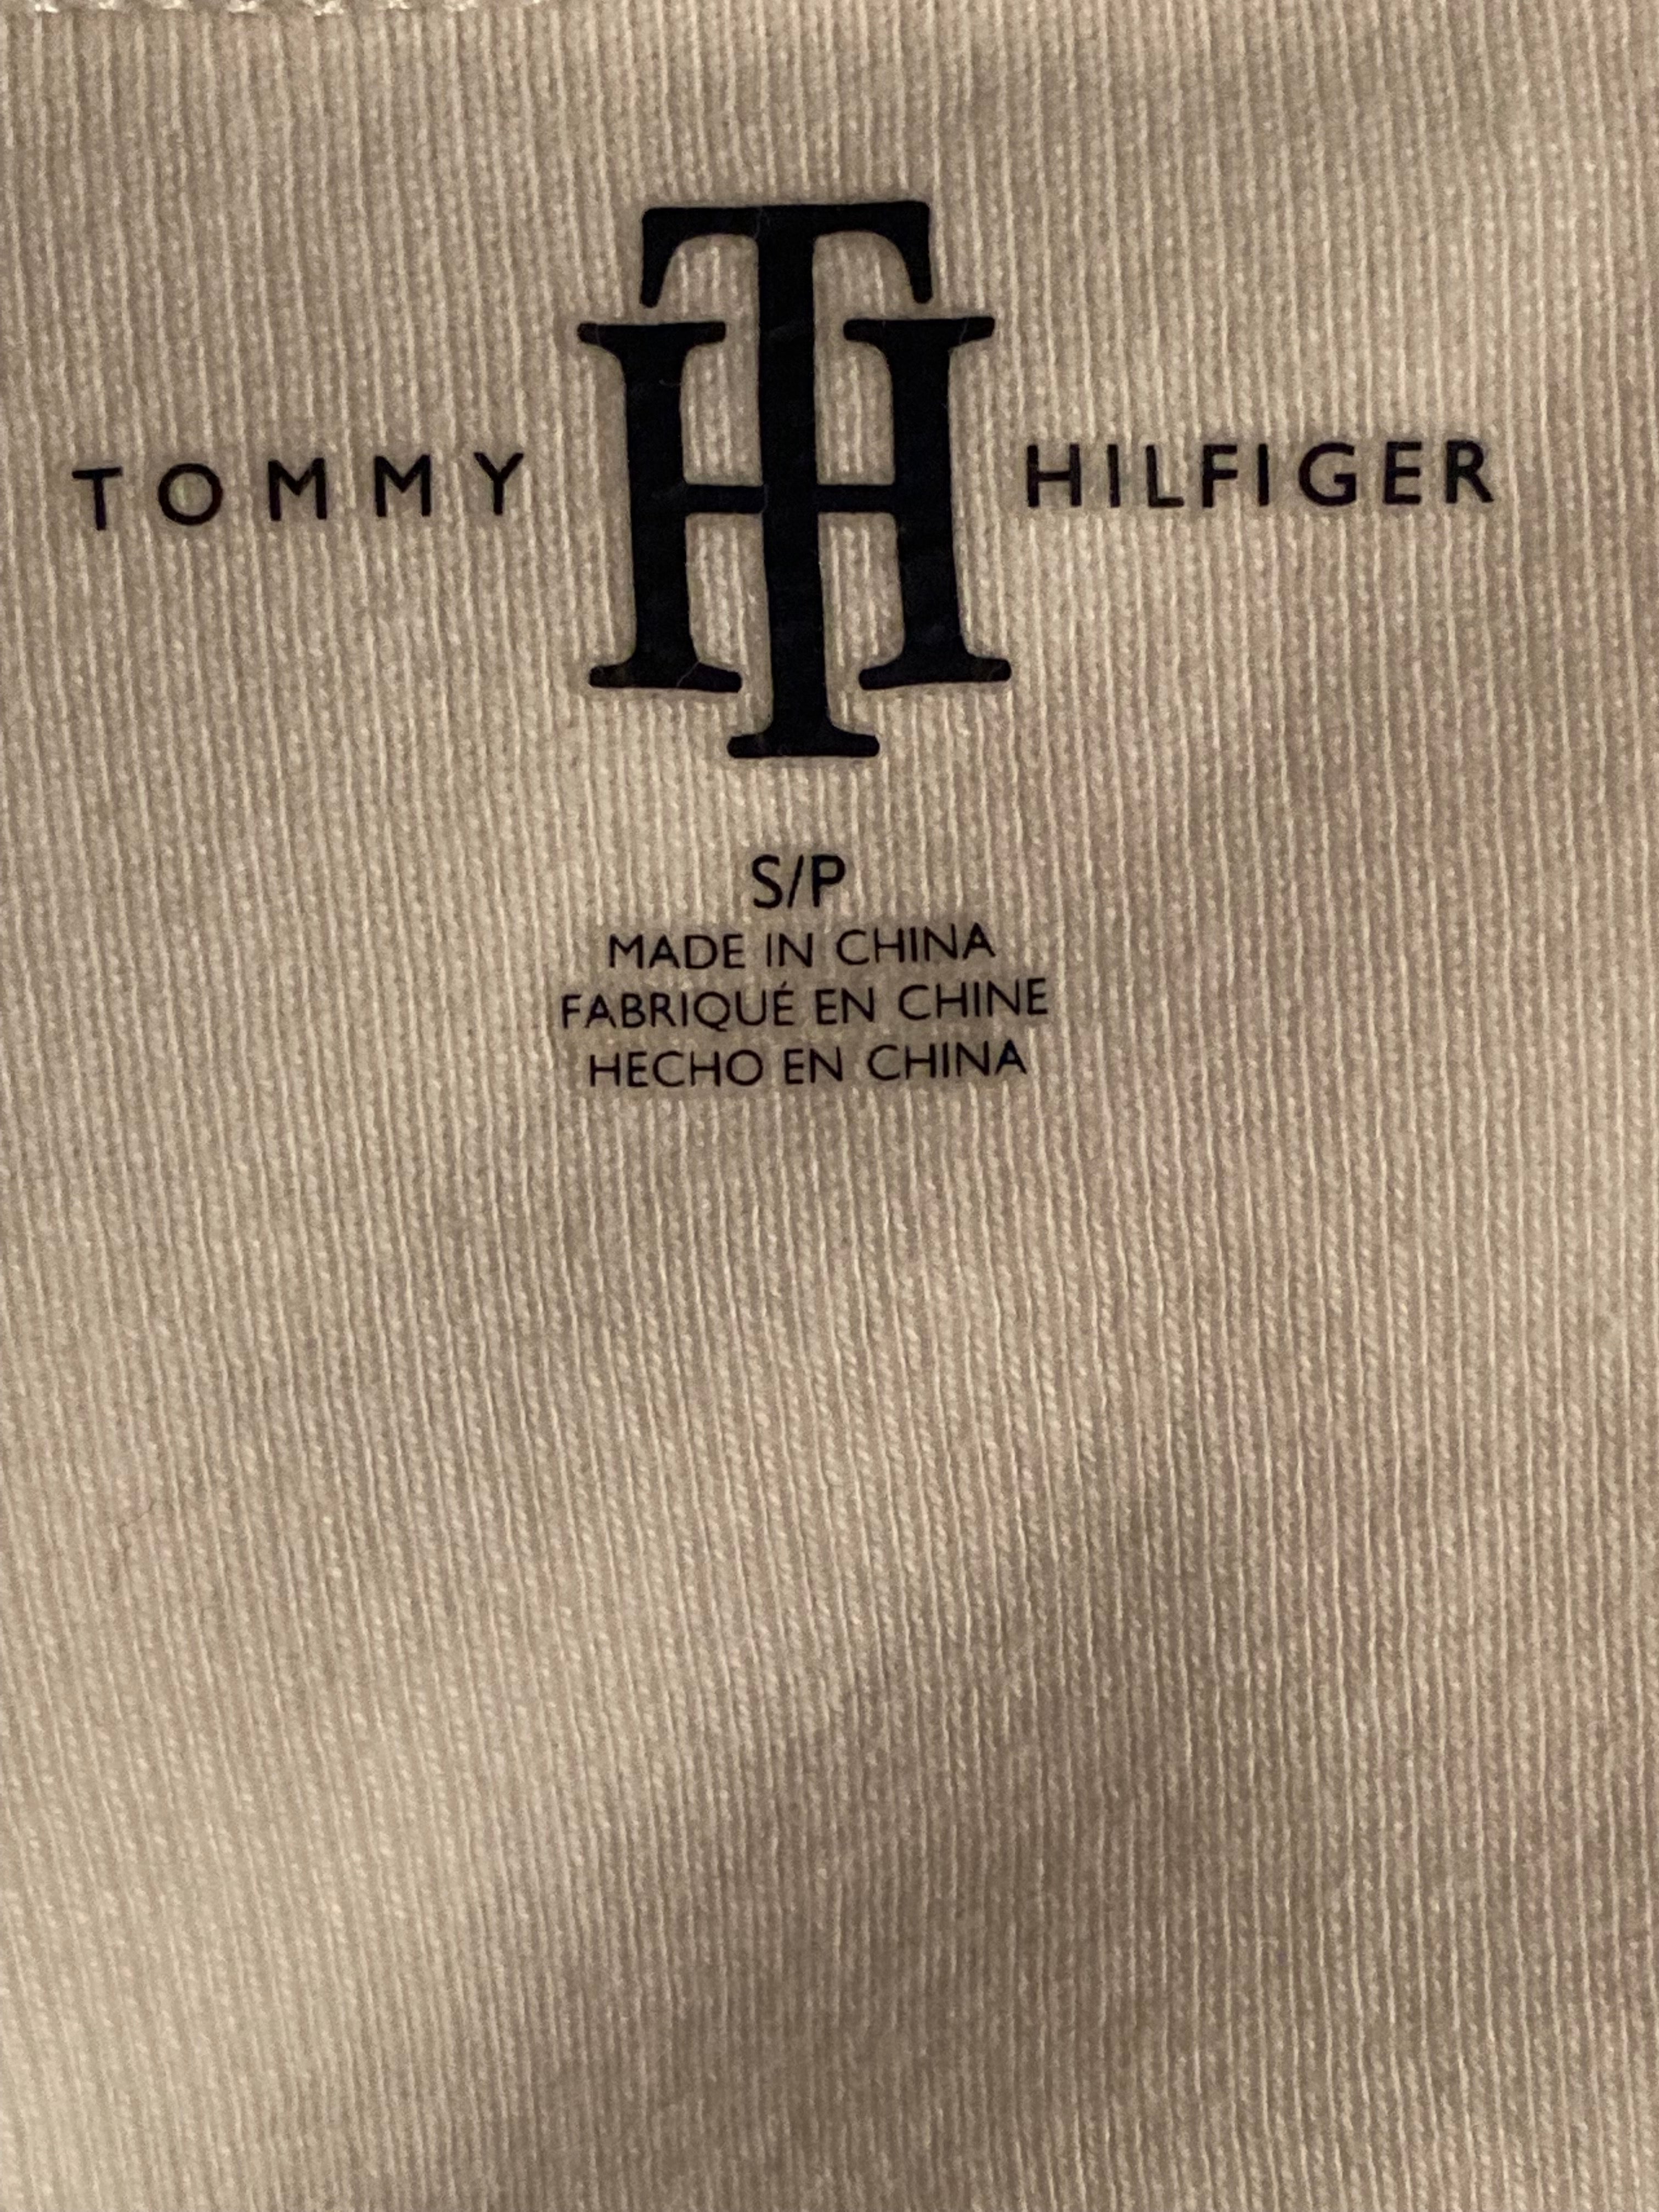 TOMMY TH HILFIGER
S/P
MADE IN CHINA
FABRIQUÉ EN CHINE
HECHO EN CHINA